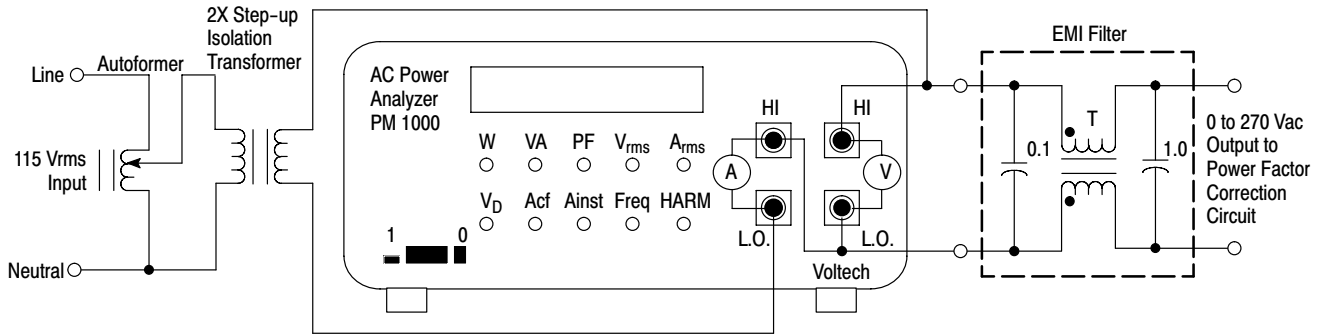 2X Step-up
Isolation
Transformer
Autoformer
Line
115 Vrms
Input
Neutral
AC Power
Analyzer
PM 1000
W VA PF Vrms Arms
VD Acf Ainst Freq HARM
1 0
HI HI
A V
L.O. L.O.
Voltech
EMI Filter
0.1
T
1.0
0 to 270 Vac
Output to
Power Factor
Correction
Circuit